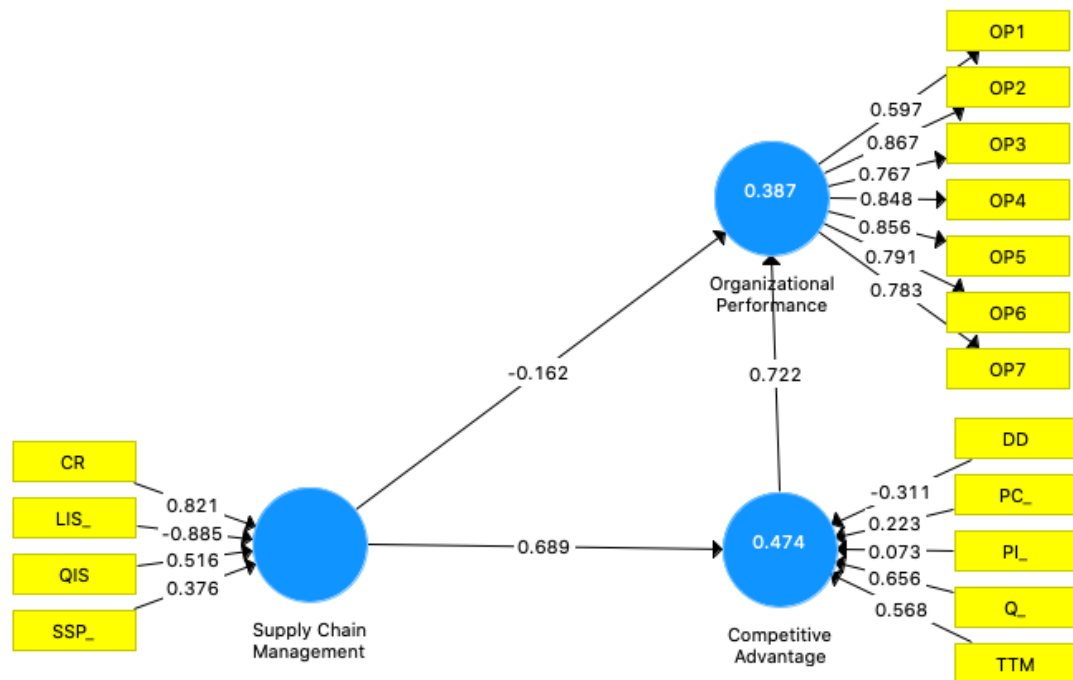 OP1
OP2
OP3
OP4
OP5
OP6
OP7
0.597
0.867
0.767
0.848
0.856
0.791
0.783
0.387
Organizational
Performance
-0.162
0.722
CR
LIS_
QIS
SSP_
0.821
-0.885
0.516
0.376
Supply Chain
Management
0.689
0.474
Competitive
Advantage
-0.311
0.223
0.073
0.656
0.568
DD
PC_
PI_
Q_
TTM